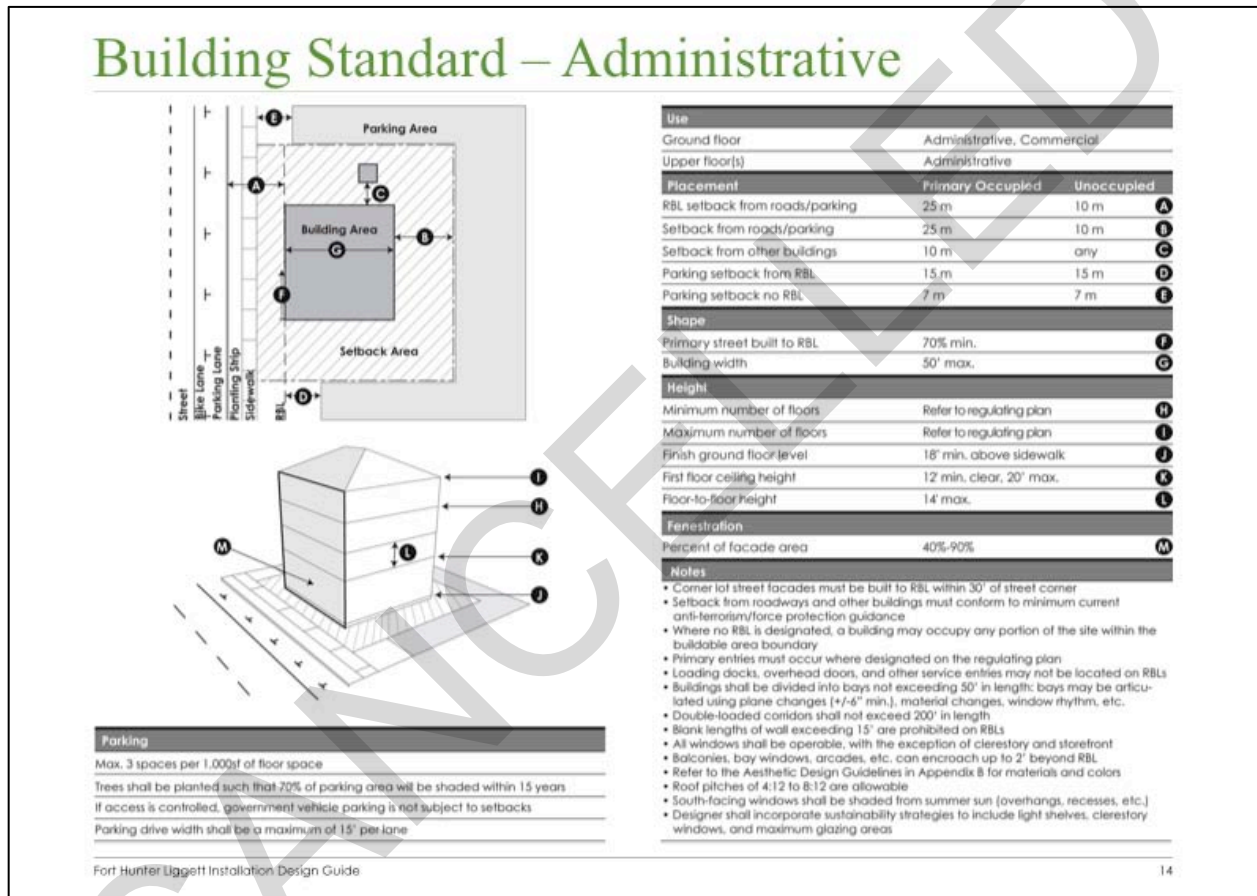 Building Standard – Administrative
E
Parking Area
A
C
Building Area
B
G
F
Setback Area
Street
Bike Lane
Parking Lane
Planting Strip
Sidewalk
RBL
D
I
H
M
L
K
J
Parking
Max. 3 spaces per 1,000sf of floor space
Trees shall be planted such that 70% of parking area will be shaded within 15 years
If access is controlled, government vehicle parking is not subject to setbacks
Parking drive width shall be a maximum of 15' per lane
Use
Ground floor Administrative, Commercial
Upper floor(s) Administrative
Placement Primary Occupied Unoccupied
RBL setback from roads/parking 25 m 10 m A
Setback from roads/parking 25 m 10 m B
Setback from other buildings 10 m any C
Parking setback from RBL 15 m 15 m D
Parking setback no RBL 7 m 7 m E
Shape
Primary street built to RBL 70% min. F
Building width 50' max. G
Height
Minimum number of floors Refer to regulating plan H
Maximum number of floors Refer to regulating plan I
Finish ground floor level 18" min. above sidewalk J
First floor ceiling height 12' min. clear, 20' max. K
Floor-to-floor height 14' max. L
Fenestration
Percent of facade area 40%-90% M
Notes
• Corner lot street facades must be built to RBL within 30' of street corner
• Setback from roadways and other buildings must conform to minimum current
anti-terrorism/force protection guidance
• Where no RBL is designated, a building may occupy any portion of the site within the
buildable area boundary
• Primary entries must occur where designated on the regulating plan
• Loading docks, overhead doors, and other service entries may not be located on RBLs
• Buildings shall be divided into bays not exceeding 50' in length; bays may be articu-
lated using plane changes (+/-6" min.), material changes, window rhythm, etc.
• Double-loaded corridors shall not exceed 200' in length
• Blank lengths of wall exceeding 15' are prohibited on RBLs
• All windows shall be operable, with the exception of clerestory and storefront
• Balconies, bay windows, arcades, etc. can encroach up to 2' beyond RBL
• Refer to the Aesthetic Design Guidelines in Appendix B for materials and colors
• Roof pitches of 4:12 to 8:12 are allowable
• South-facing windows shall be shaded from summer sun (overhangs, recesses, etc.)
• Designer shall incorporate sustainability strategies to include light shelves, clerestory
windows, and maximum glazing areas
Fort Hunter Liggett Installation Design Guide 14
CANCELLED